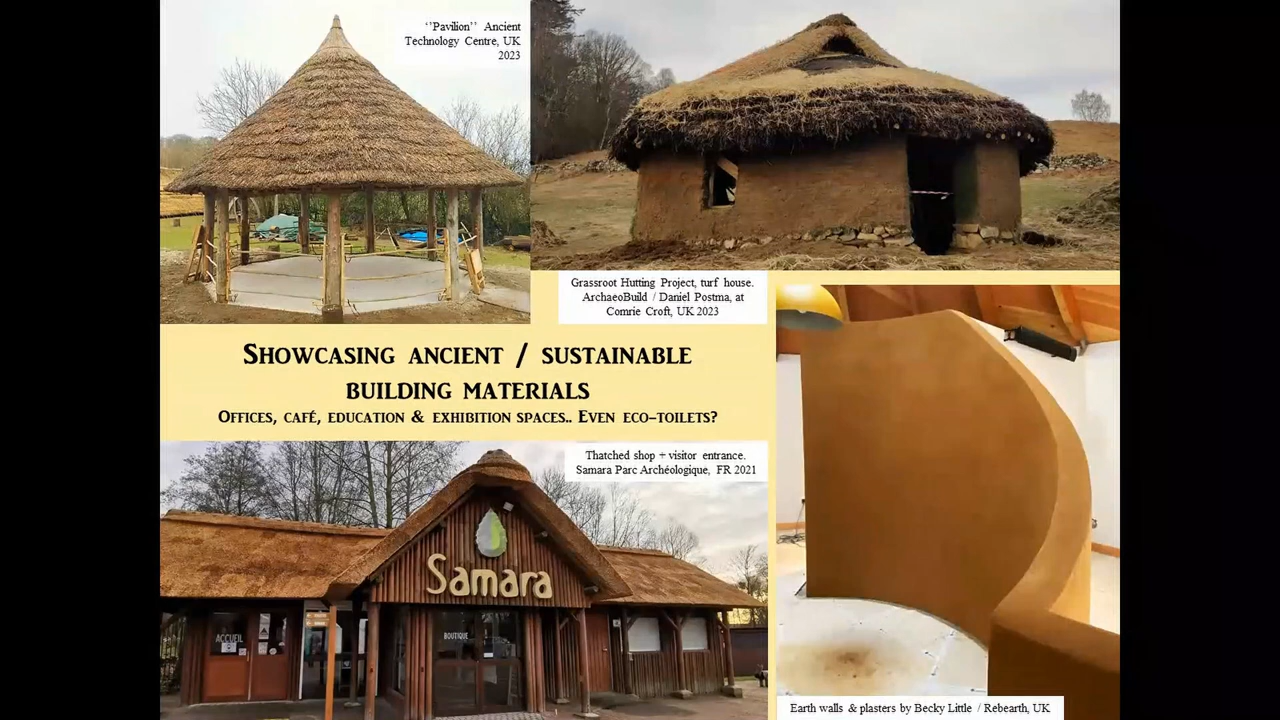 ‘’Pavilion’’ Ancient
Technology Centre, UK
2023
Grassroot Hutting Project, turf house.
ArchaeoBuild / Daniel Postma, at
Comrie Croft, UK 2023
Showcasing ancient / sustainable
building materials
Offices, café, education & exhibition spaces.. Even eco-toilets?
Thatched shop + visitor entrance.
Samara Parc Archéologique, FR 2021
Samara
ACCUEIL
BOUTIQUE
Earth walls & plasters by Becky Little / Rebearth, UK